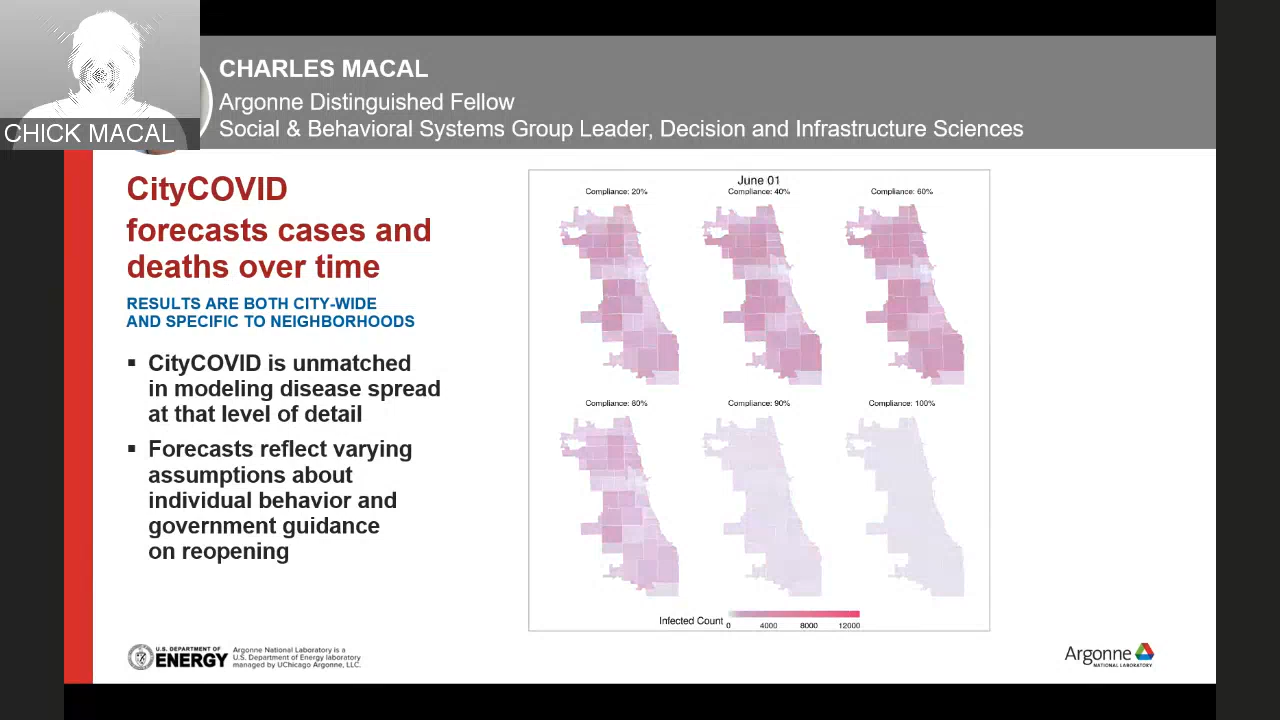 CHARLES MACAL
Argonne Distinguished Fellow
Social & Behavioral Systems Group Leader, Decision and Infrastructure Sciences
CHICK MACAL
CityCOVID
forecasts cases and
deaths over time
RESULTS ARE BOTH CITY-WIDE
AND SPECIFIC TO NEIGHBORHOODS
▪ CityCOVID is unmatched
in modeling disease spread
at that level of detail
▪ Forecasts reflect varying
assumptions about
individual behavior and
government guidance
on reopening
June 01
Compliance: 20% Compliance: 40% Compliance: 60%
Compliance: 80% Compliance: 90% Compliance: 100%
Infected Count
0 4000 8000 12000
U.S. DEPARTMENT OF
ENERGY
Argonne National Laboratory is a
U.S. Department of Energy laboratory
managed by UChicago Argonne, LLC.
Argonne
NATIONAL LABORATORY